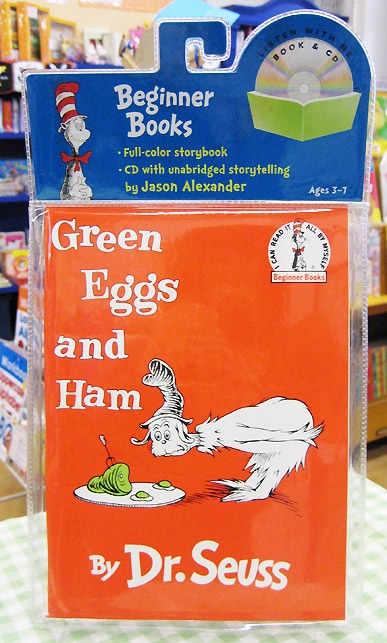 LISTEN WITH ME
BOOK & CD
Beginner
Books
• Full-color storybook
• CD with unabridged storytelling
by Jason Alexander
Ages 3-7
I CAN READ IT ALL BY MYSELF
Beginner Books
Green
Eggs
and
Ham
By Dr. Seuss